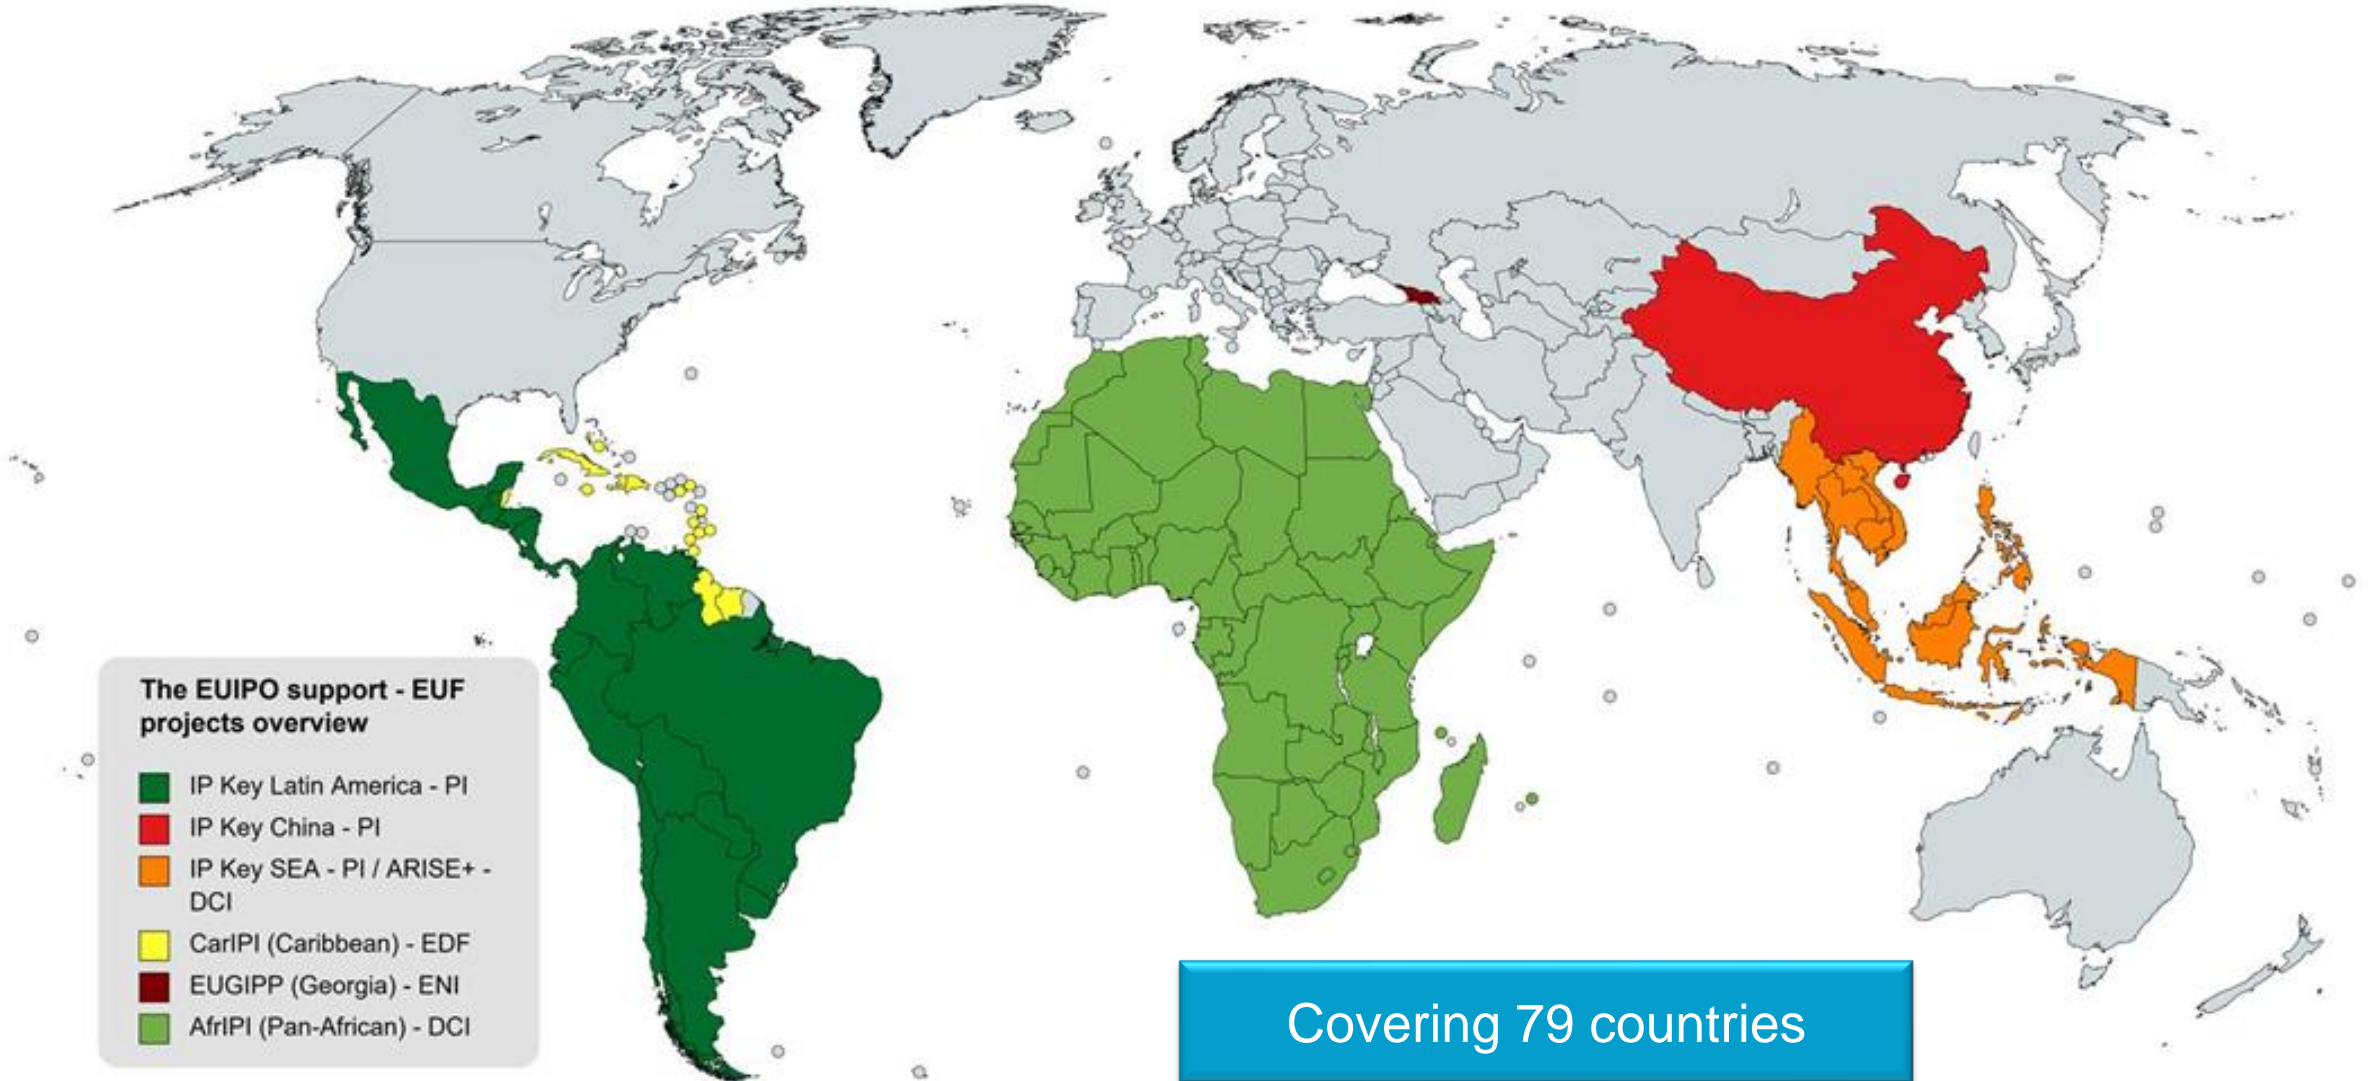 The EUIPO support - EUF
projects overview
IP Key Latin America - PI
IP Key China - PI
IP Key SEA - PI / ARISE+ -
DCI
CarIPI (Caribbean) - EDF
EUGIPP (Georgia) - ENI
AfrIPI (Pan-African) - DCI
Covering 79 countries